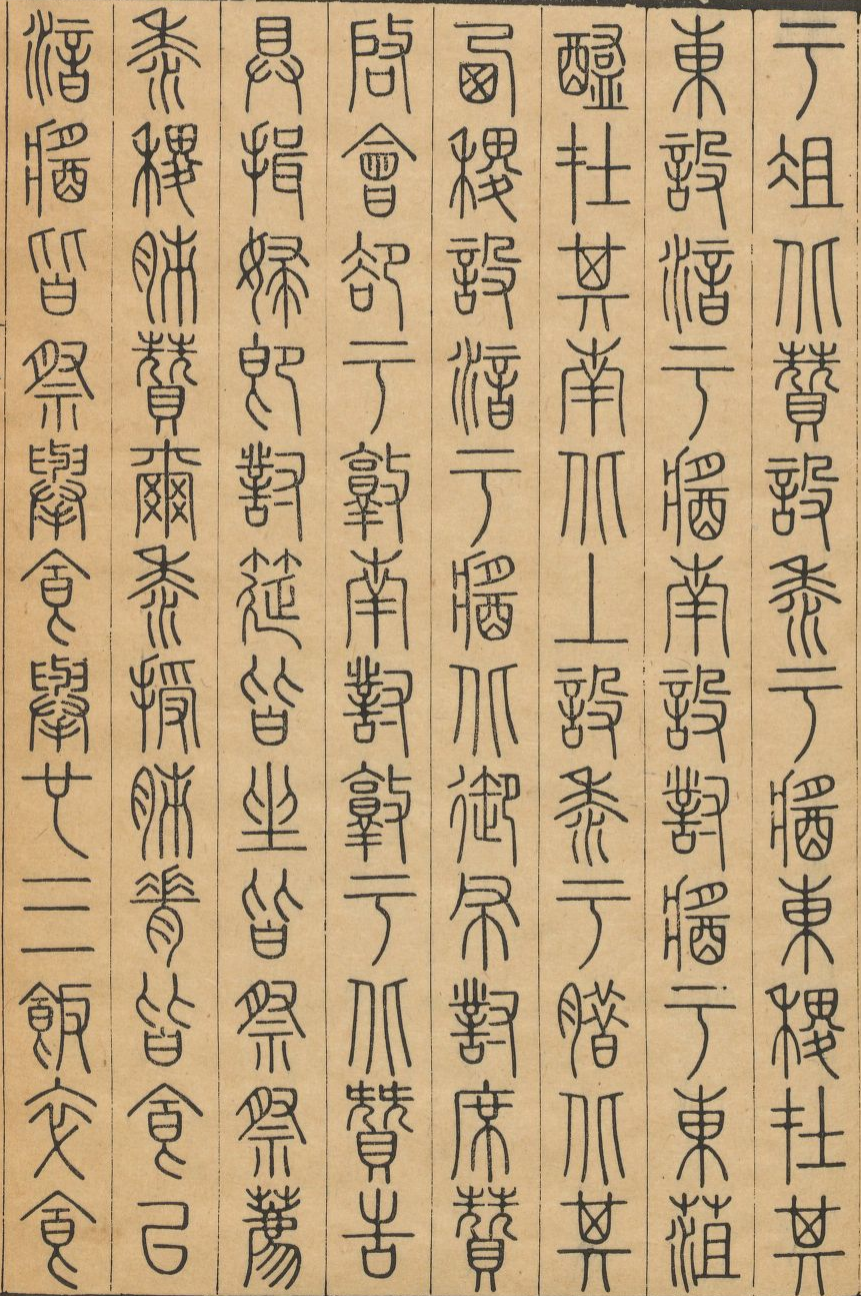 于俎北贊設黍于醬東稷在其
東設湆于醬南設對醬于東菹
醢在其南北上設黍于腊北其
西稷設湆于醬北御布對席贊
啟會卻于敦南對敦于北贊告
具揖婦即對筵皆坐皆祭祭薦
黍稷肺贊爾黍授肺脊皆食以
湆醬皆祭舉食舉也三飯卒食